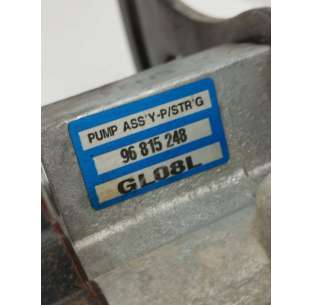 PUMP ASS'Y-P/STR'G
96 815 248
GL08L